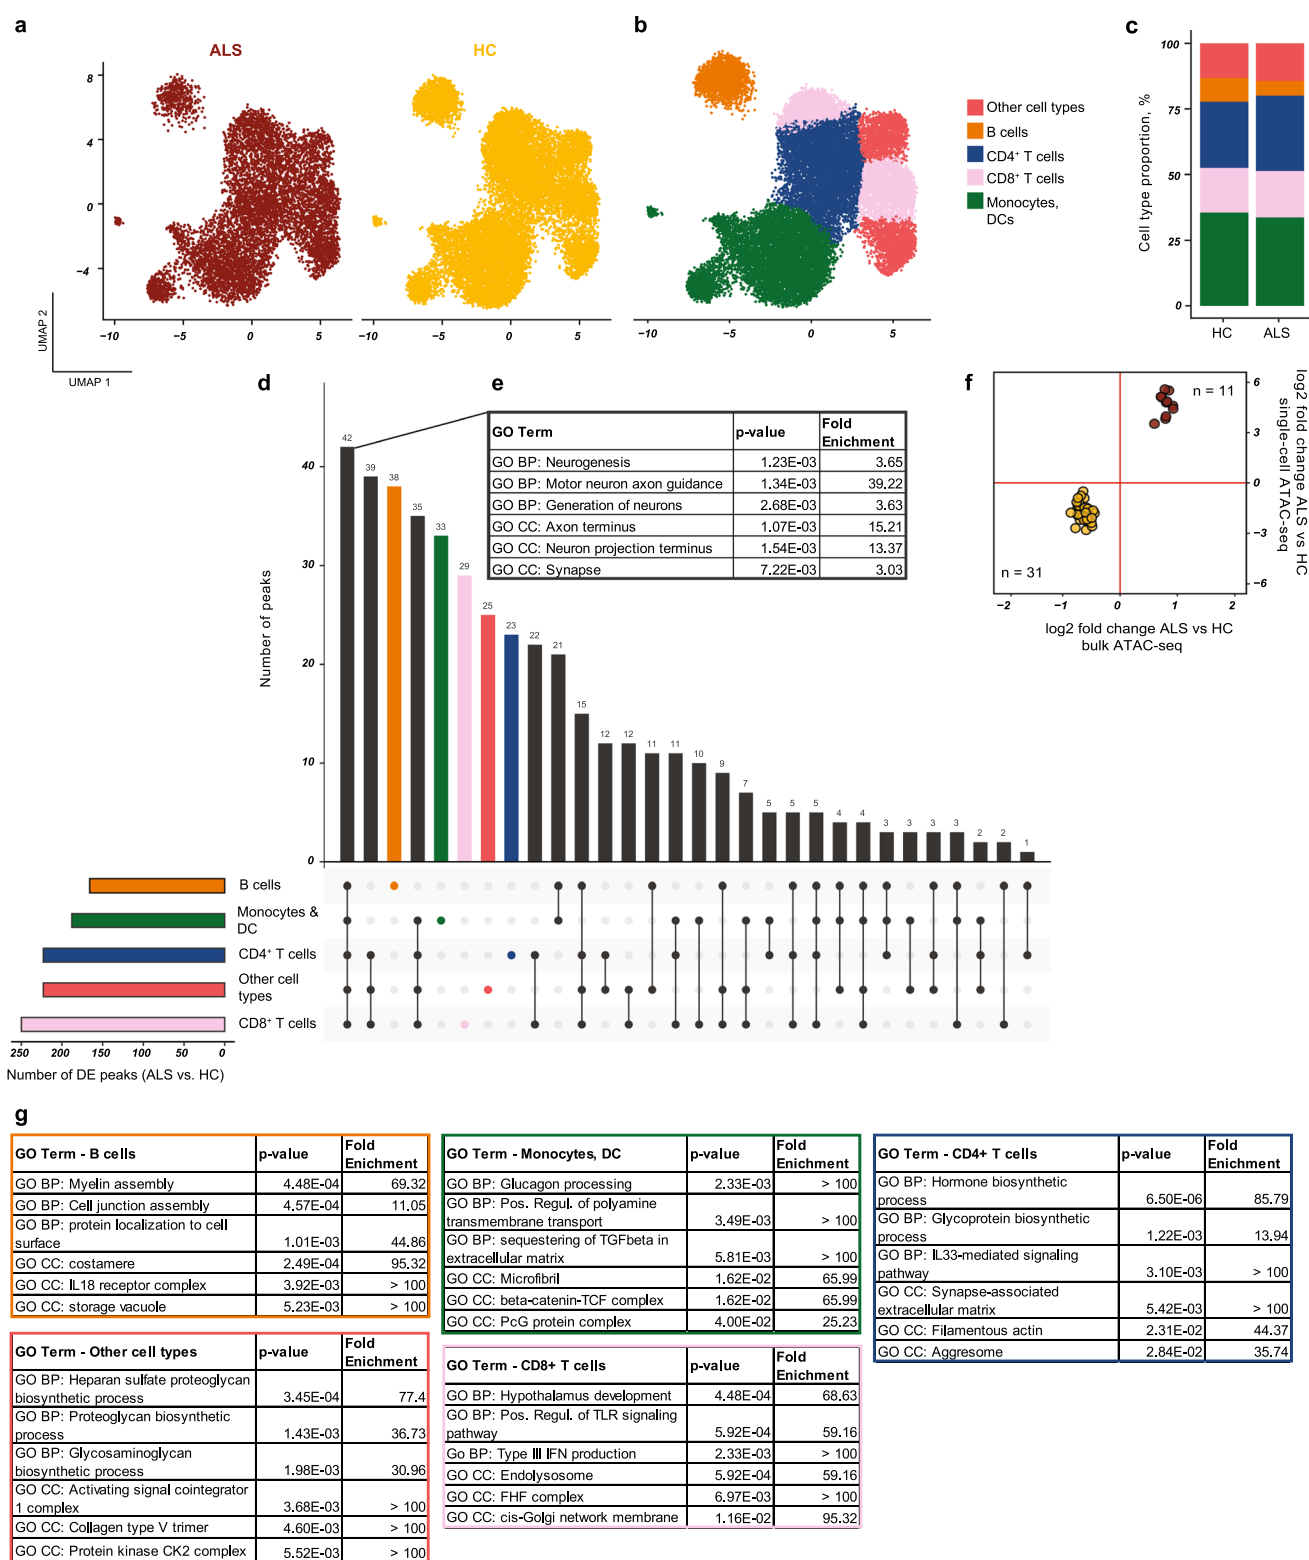 a
ALS
HC
8
4
0
−4
−10
−5
0
5
−10
−5
0
5
UMAP 2
UMAP 1
b
−10
−5
0
5
Other cell types
B cells
CD4⁺ T cells
CD8⁺ T cells
Monocytes,
DCs
c
Cell type proportion, %
100
75
50
25
0
HC
ALS
d
Number of peaks
40
30
20
10
0
42
39
38
35
33
29
25
23
22
21
15
12
12
11
11
10
9
7
5
5
5
4
4
3
3
3
3
2
2
1
B cells
Monocytes &
DC
CD4⁺ T cells
Other cell
types
CD8⁺ T cells
250
200
150
100
50
0
Number of DE peaks (ALS vs. HC)
e
GO Term p-value Fold Enichment
GO BP: Neurogenesis 1.23E-03 3.65
GO BP: Motor neuron axon guidance 1.34E-03 39.22
GO BP: Generation of neurons 2.68E-03 3.63
GO CC: Axon terminus 1.07E-03 15.21
GO CC: Neuron projection terminus 1.54E-03 13.37
GO CC: Synapse 7.22E-03 3.03
f
n = 11
n = 31
6
3
0
−3
−6
−2
−1
0
1
2
log2 fold change ALS vs HC
single-cell ATAC-seq
log2 fold change ALS vs HC
bulk ATAC-seq
g
GO Term - B cells p-value Fold Enichment
GO BP: Myelin assembly 4.48E-04 69.32
GO BP: Cell junction assembly 4.57E-04 11.05
GO BP: protein localization to cell
surface 1.01E-03 44.86
GO CC: costamere 2.49E-04 95.32
GO CC: IL18 receptor complex 3.92E-03 > 100
GO CC: storage vacuole 5.23E-03 > 100
GO Term - Monocytes, DC p-value Fold Enichment
GO BP: Glucagon processing 2.33E-03 > 100
GO BP: Pos. Regul. of polyamine
transmembrane transport 3.49E-03 > 100
GO BP: sequestering of TGFbeta in
extracellular matrix 5.81E-03 > 100
GO CC: Microfibril 1.62E-02 65.99
GO CC: beta-catenin-TCF complex 1.62E-02 65.99
GO CC: PcG protein complex 4.00E-02 25.23
GO Term - CD4+ T cells p-value Fold Enichment
GO BP: Hormone biosynthetic
process 6.50E-06 85.79
GO BP: Glycoprotein biosynthetic
process 1.22E-03 13.94
GO BP: IL33-mediated signaling
pathway 3.10E-03 > 100
GO CC: Synapse-associated
extracellular matrix 5.42E-03 > 100
GO CC: Filamentous actin 2.31E-02 44.37
GO CC: Aggresome 2.84E-02 35.74
GO Term - Other cell types p-value Fold Enichment
GO BP: Heparan sulfate proteoglycan
biosynthetic process 3.45E-04 77.4
GO BP: Proteoglycan biosynthetic
process 1.43E-03 36.73
GO BP: Glycosaminoglycan
biosynthetic process 1.98E-03 30.96
GO CC: Activating signal cointegrator
1 complex 3.68E-03 > 100
GO CC: Collagen type V trimer 4.60E-03 > 100
GO CC: Protein kinase CK2 complex 5.52E-03 > 100
GO Term - CD8+ T cells p-value Fold Enichment
GO BP: Hypothalamus development 4.48E-04 68.63
GO BP: Pos. Regul. of TLR signaling
pathway 5.92E-04 59.16
Go BP: Type III IFN production 2.33E-03 > 100
GO CC: Endolysosome 5.92E-04 59.16
GO CC: FHF complex 6.97E-03 > 100
GO CC: cis-Golgi network membrane 1.16E-02 95.32